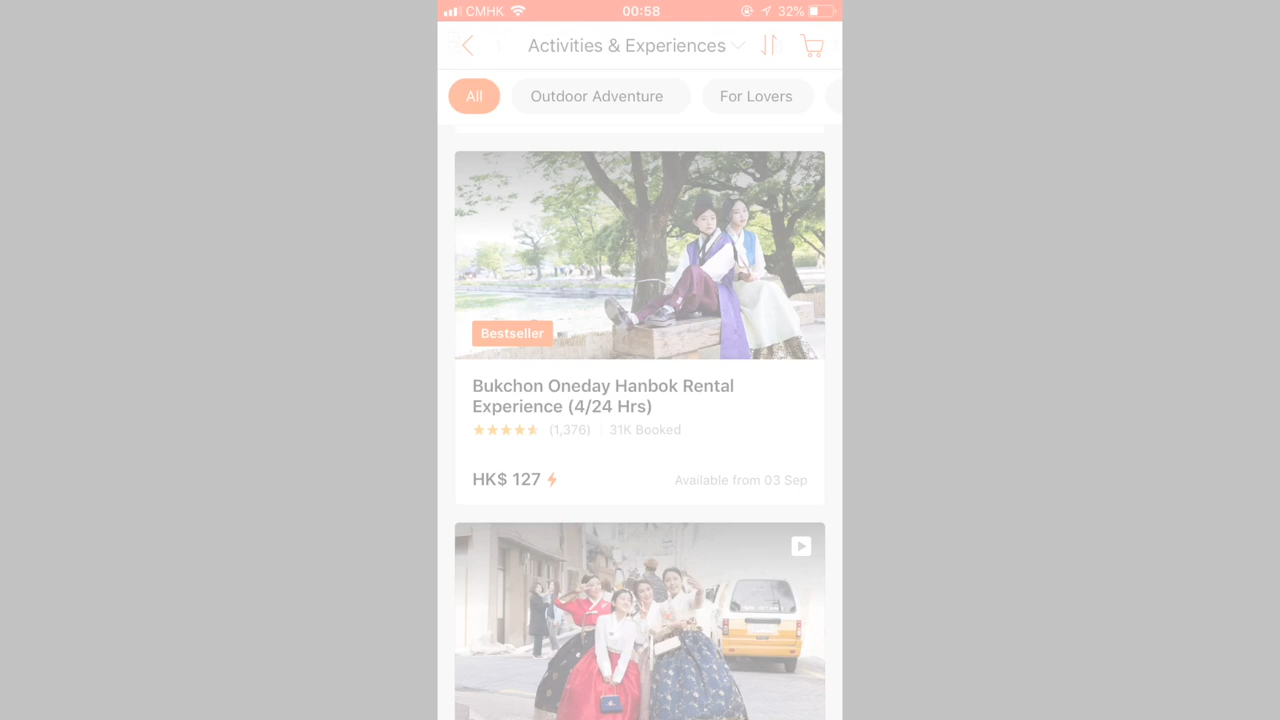 CMHK 00:58 32%
Activities & Experiences
All Outdoor Adventure For Lovers
Bestseller
Bukchon Oneday Hanbok Rental
Experience (4/24 Hrs)
(1,376) 31K Booked
HK$ 127 Available from 03 Sep